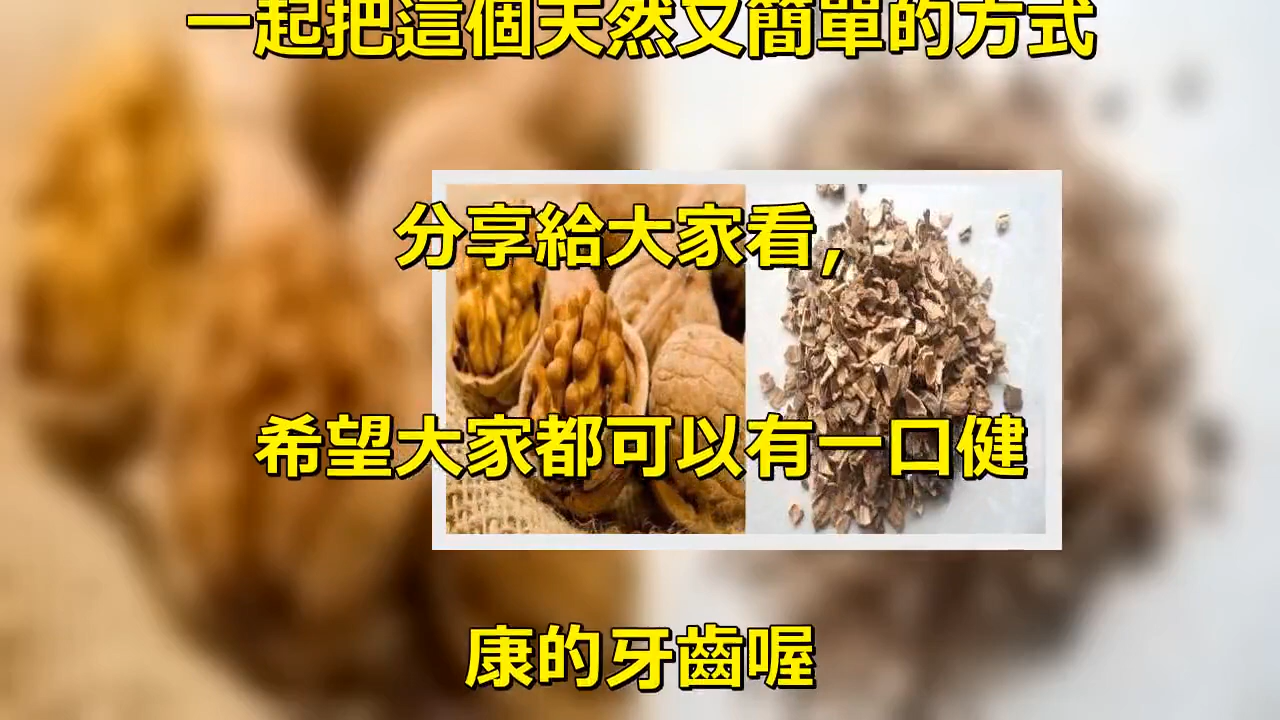 一起把這個天然又簡單的方式
分享給大家看，
希望大家都可以有一口健
康的牙齒喔